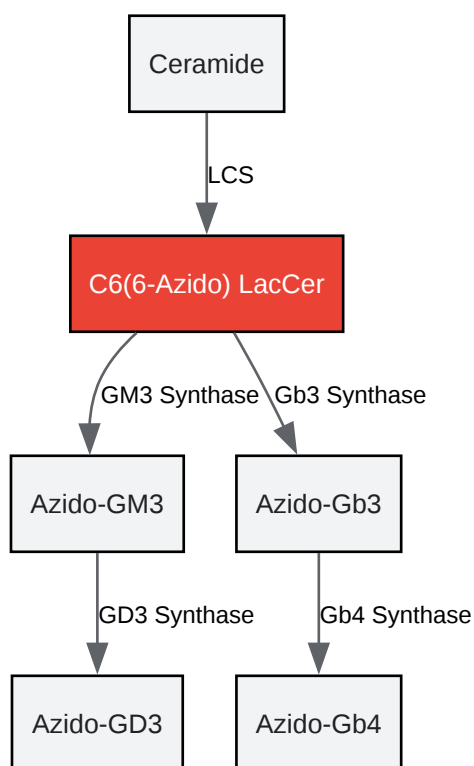 Ceramide
LCS
C6(6-Azido) LacCer
GM3 Synthase
Gb3 Synthase
Azido-GM3
Azido-Gb3
GD3 Synthase
Gb4 Synthase
Azido-GD3
Azido-Gb4